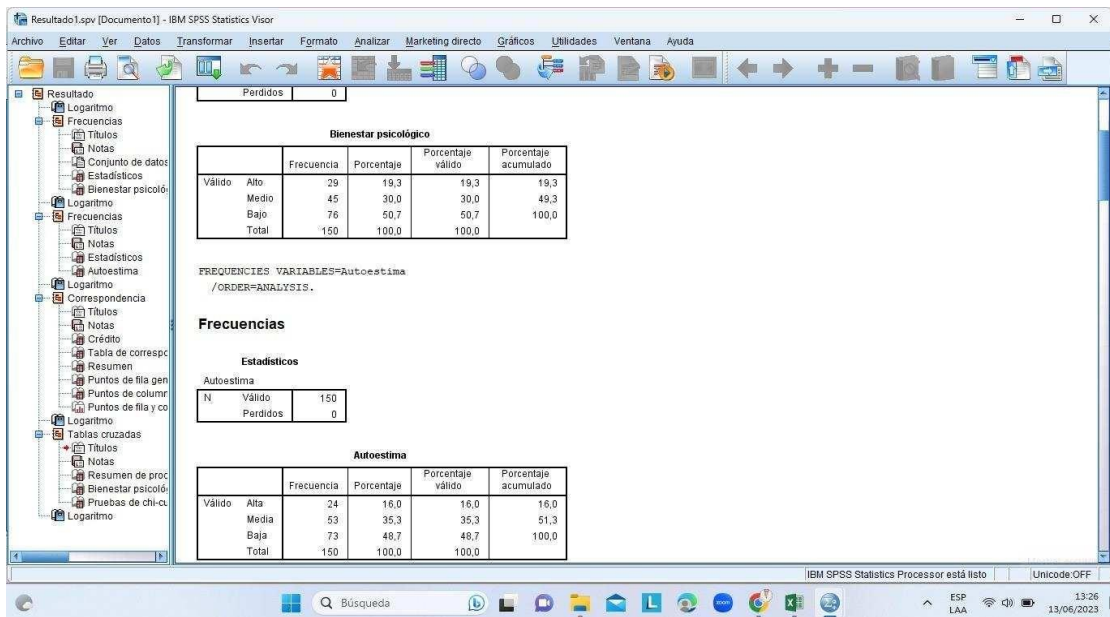 Resultado1.spv [Documento1] - IBM SPSS Statistics Visor
Archivo Editar Ver Datos Transformar Insertar Formato Analizar Marketing directo Gráficos Utilidades Ventana Ayuda
Resultado
Logaritmo
Frecuencias
Títulos
Notas
Conjunto de datos
Estadísticos
Bienestar psicoló
Logaritmo
Frecuencias
Títulos
Notas
Estadísticos
Autoestima
Logaritmo
Correspondencia
Títulos
Notas
Crédito
Tabla de correspo
Resumen
Puntos de fila gen
Puntos de column
Puntos de fila y co
Logaritmo
Tablas cruzadas
Títulos
Notas
Resumen de proc
Bienestar psicoló
Pruebas de chi-cu
Logaritmo
Perdidos 0
Bienestar psicológico
Frecuencia Porcentaje Porcentaje válido Porcentaje acumulado
Válido Alto 29 19,3 19,3 19,3
Medio 45 30,0 30,0 49,3
Bajo 76 50,7 50,7 100,0
Total 150 100,0 100,0
FREQUENCIES VARIABLES=Autoestima
/ORDER=ANALYSIS.
Frecuencias
Estadísticos
Autoestima
N Válido 150
Perdidos 0
Autoestima
Frecuencia Porcentaje Porcentaje válido Porcentaje acumulado
Válido Alta 24 16,0 16,0 16,0
Media 53 35,3 35,3 51,3
Baja 73 48,7 48,7 100,0
Total 150 100,0 100,0
IBM SPSS Statistics Processor está listo Unicode:OFF
Búsqueda
ESP
LAA
13:26
13/06/2023